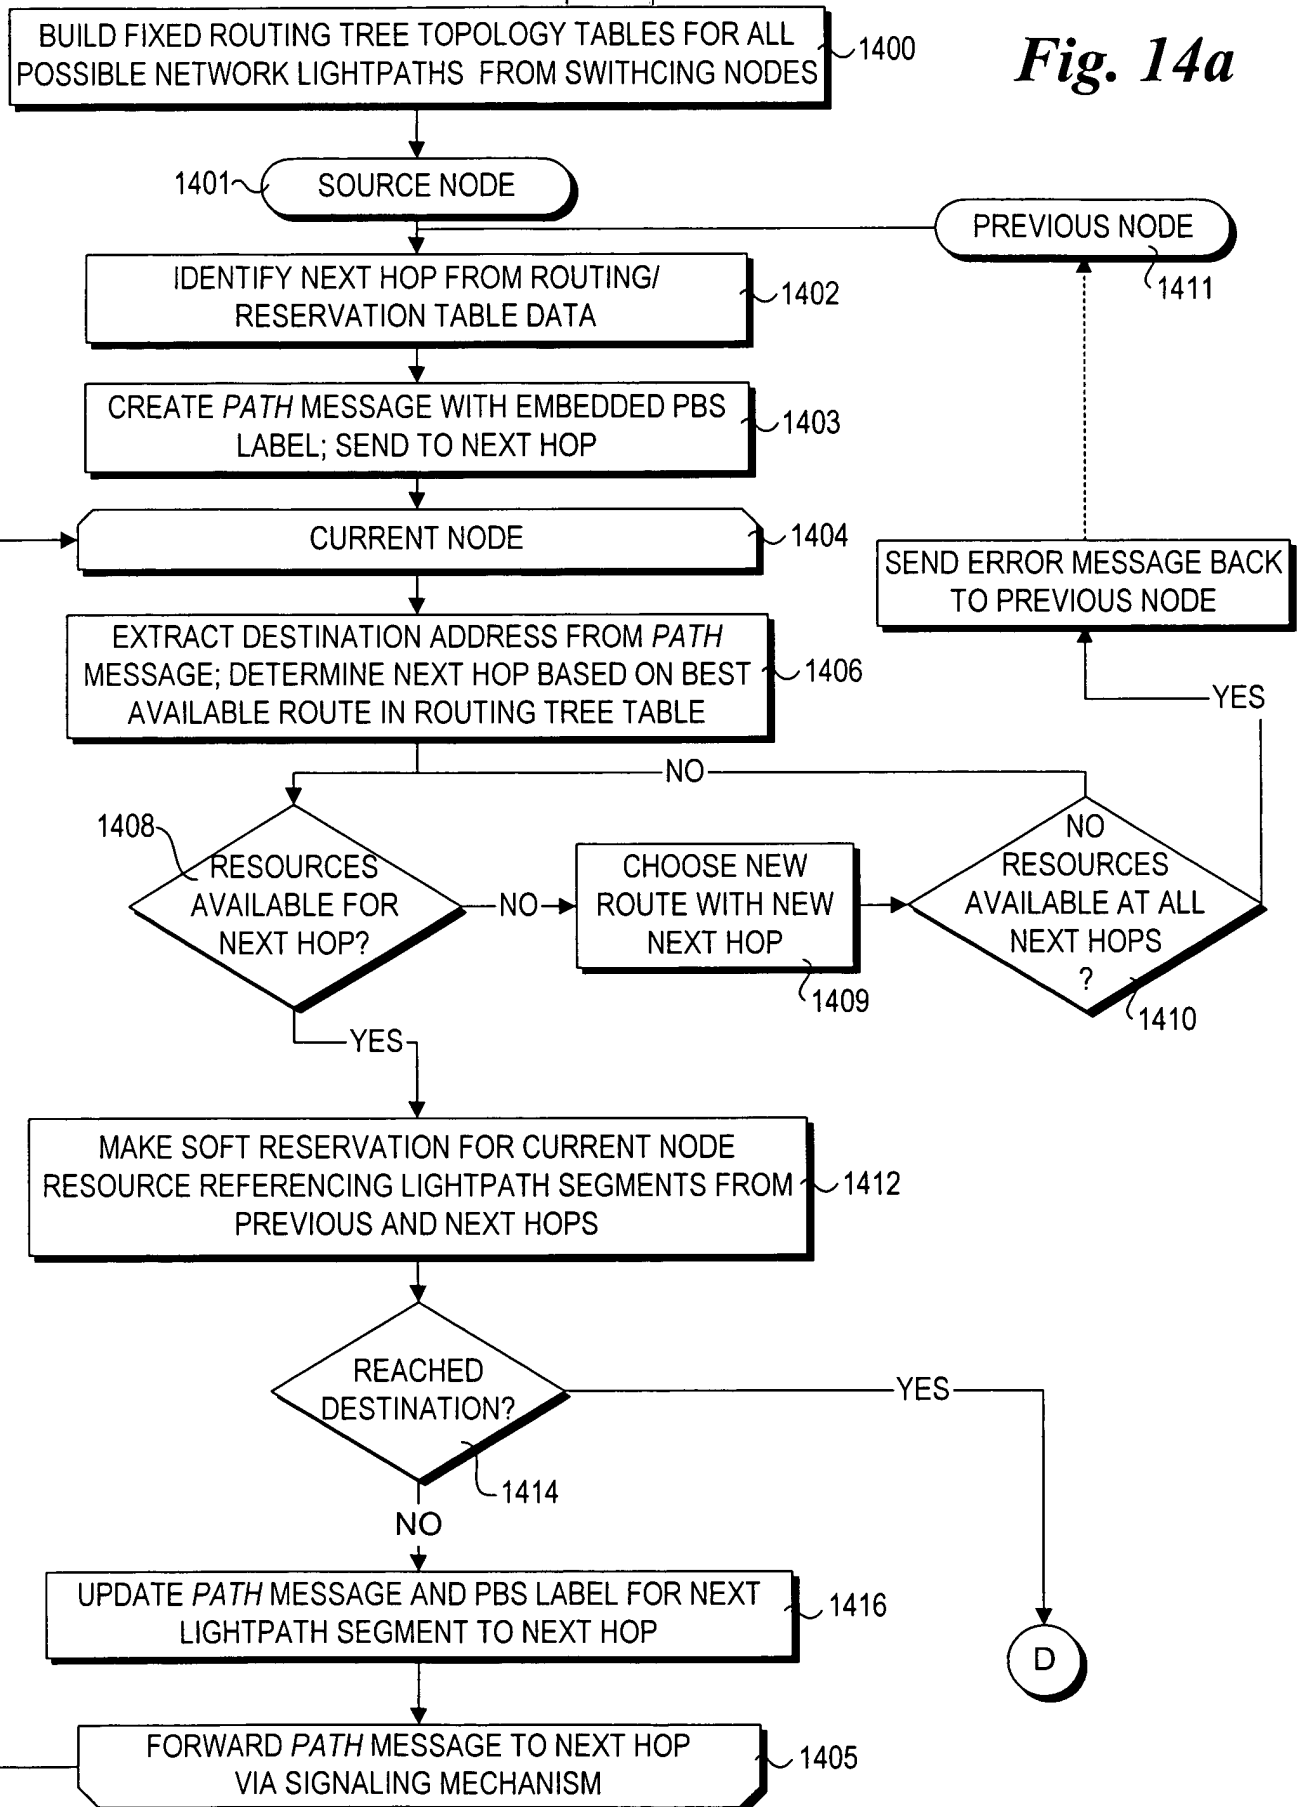 Fig. 14a
BUILD FIXED ROUTING TREE TOPOLOGY TABLES FOR ALL
POSSIBLE NETWORK LIGHTPATHS FROM SWITHCING NODES
1400
1401
SOURCE NODE
PREVIOUS NODE
1411
IDENTIFY NEXT HOP FROM ROUTING/
RESERVATION TABLE DATA
1402
CREATE PATH MESSAGE WITH EMBEDDED PBS
LABEL; SEND TO NEXT HOP
1403
CURRENT NODE
1404
SEND ERROR MESSAGE BACK
TO PREVIOUS NODE
EXTRACT DESTINATION ADDRESS FROM PATH
MESSAGE; DETERMINE NEXT HOP BASED ON BEST
AVAILABLE ROUTE IN ROUTING TREE TABLE
1406
YES
NO
1408
RESOURCES
AVAILABLE FOR
NEXT HOP?
NO
CHOOSE NEW
ROUTE WITH NEW
NEXT HOP
1409
NO
RESOURCES
AVAILABLE AT ALL
NEXT HOPS
?
1410
YES
MAKE SOFT RESERVATION FOR CURRENT NODE
RESOURCE REFERENCING LIGHTPATH SEGMENTS FROM
PREVIOUS AND NEXT HOPS
1412
REACHED
DESTINATION?
1414
YES
NO
UPDATE PATH MESSAGE AND PBS LABEL FOR NEXT
LIGHTPATH SEGMENT TO NEXT HOP
1416
D
FORWARD PATH MESSAGE TO NEXT HOP
VIA SIGNALING MECHANISM
1405